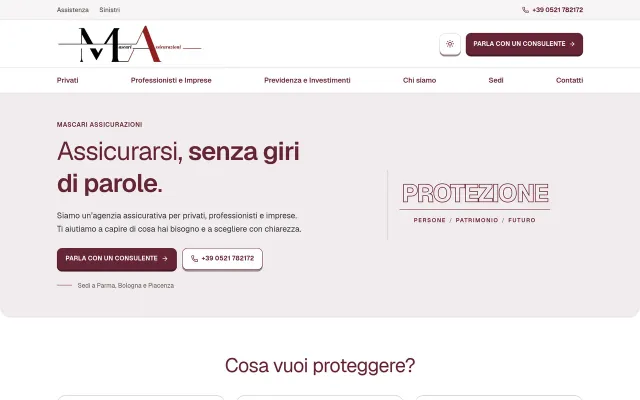 Assistenza Sinistri +39 0521 782172
MA
Mascari Assicurazioni
PARLA CON UN CONSULENTE →
Privati Professionisti e Imprese Previdenza e Investimenti Chi siamo Sedi Contatti
MASCARI ASSICURAZIONI
Assicurarsi, senza giri
di parole.
Siamo un'agenzia assicurativa per privati, professionisti e imprese.
Ti aiutiamo a capire di cosa hai bisogno e a scegliere con chiarezza.
PARLA CON UN CONSULENTE → +39 0521 782172
Sedi a Parma, Bologna e Piacenza
PROTEZIONE
PERSONE / PATRIMONIO / FUTURO
Cosa vuoi proteggere?